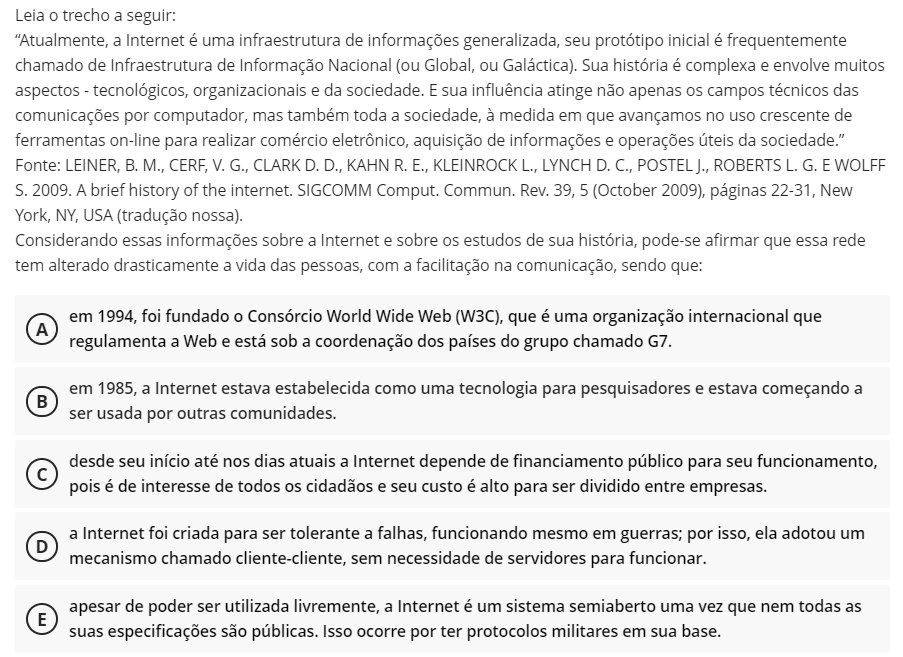 Leia o trecho a seguir:
“Atualmente, a Internet é uma infraestrutura de informações generalizada, seu protótipo inicial é frequentemente
chamado de Infraestrutura de Informação Nacional (ou Global, ou Galáctica). Sua história é complexa e envolve muitos
aspectos - tecnológicos, organizacionais e da sociedade. E sua influência atinge não apenas os campos técnicos das
comunicações por computador, mas também toda a sociedade, à medida em que avançamos no uso crescente de
ferramentas on-line para realizar comércio eletrônico, aquisição de informações e operações úteis da sociedade.”
Fonte: LEINER, B. M., CERF, V. G., CLARK D. D., KAHN R. E., KLEINROCK L., LYNCH D. C., POSTEL J., ROBERTS L. G. E WOLFF
S. 2009. A brief history of the internet. SIGCOMM Comput. Commun. Rev. 39, 5 (October 2009), páginas 22-31, New
York, NY, USA (tradução nossa).
Considerando essas informações sobre a Internet e sobre os estudos de sua história, pode-se afirmar que essa rede
tem alterado drasticamente a vida das pessoas, com a facilitação na comunicação, sendo que:
A
em 1994, foi fundado o Consórcio World Wide Web (W3C), que é uma organização internacional que
regulamenta a Web e está sob a coordenação dos países do grupo chamado G7.
B
em 1985, a Internet estava estabelecida como uma tecnologia para pesquisadores e estava começando a
ser usada por outras comunidades.
C
desde seu início até nos dias atuais a Internet depende de financiamento público para seu funcionamento,
pois é de interesse de todos os cidadãos e seu custo é alto para ser dividido entre empresas.
D
a Internet foi criada para ser tolerante a falhas, funcionando mesmo em guerras; por isso, ela adotou um
mecanismo chamado cliente-cliente, sem necessidade de servidores para funcionar.
E
apesar de poder ser utilizada livremente, a Internet é um sistema semiaberto uma vez que nem todas as
suas especificações são públicas. Isso ocorre por ter protocolos militares em sua base.